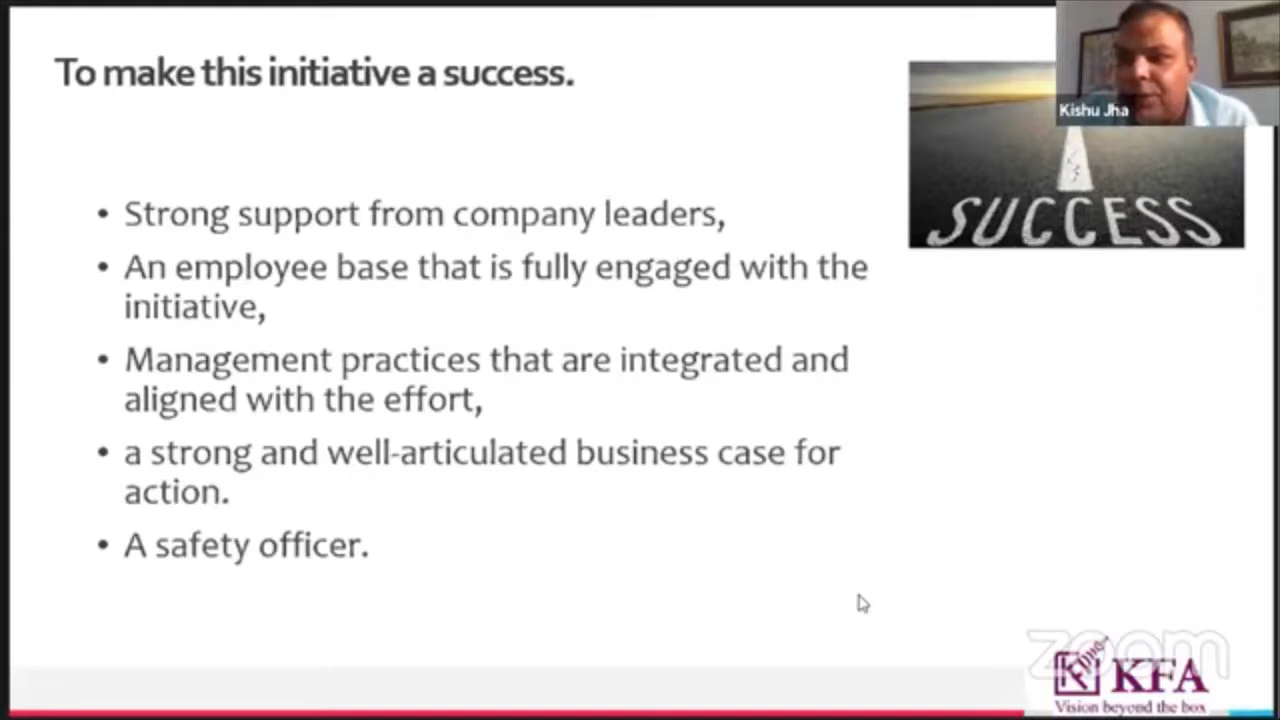 To make this initiative a success.
Kishu Jha
SUCCESS
• Strong support from company leaders,
• An employee base that is fully engaged with the
initiative,
• Management practices that are integrated and
aligned with the effort,
• a strong and well-articulated business case for
action.
• A safety officer.
zoom
KFA
Vision beyond the box